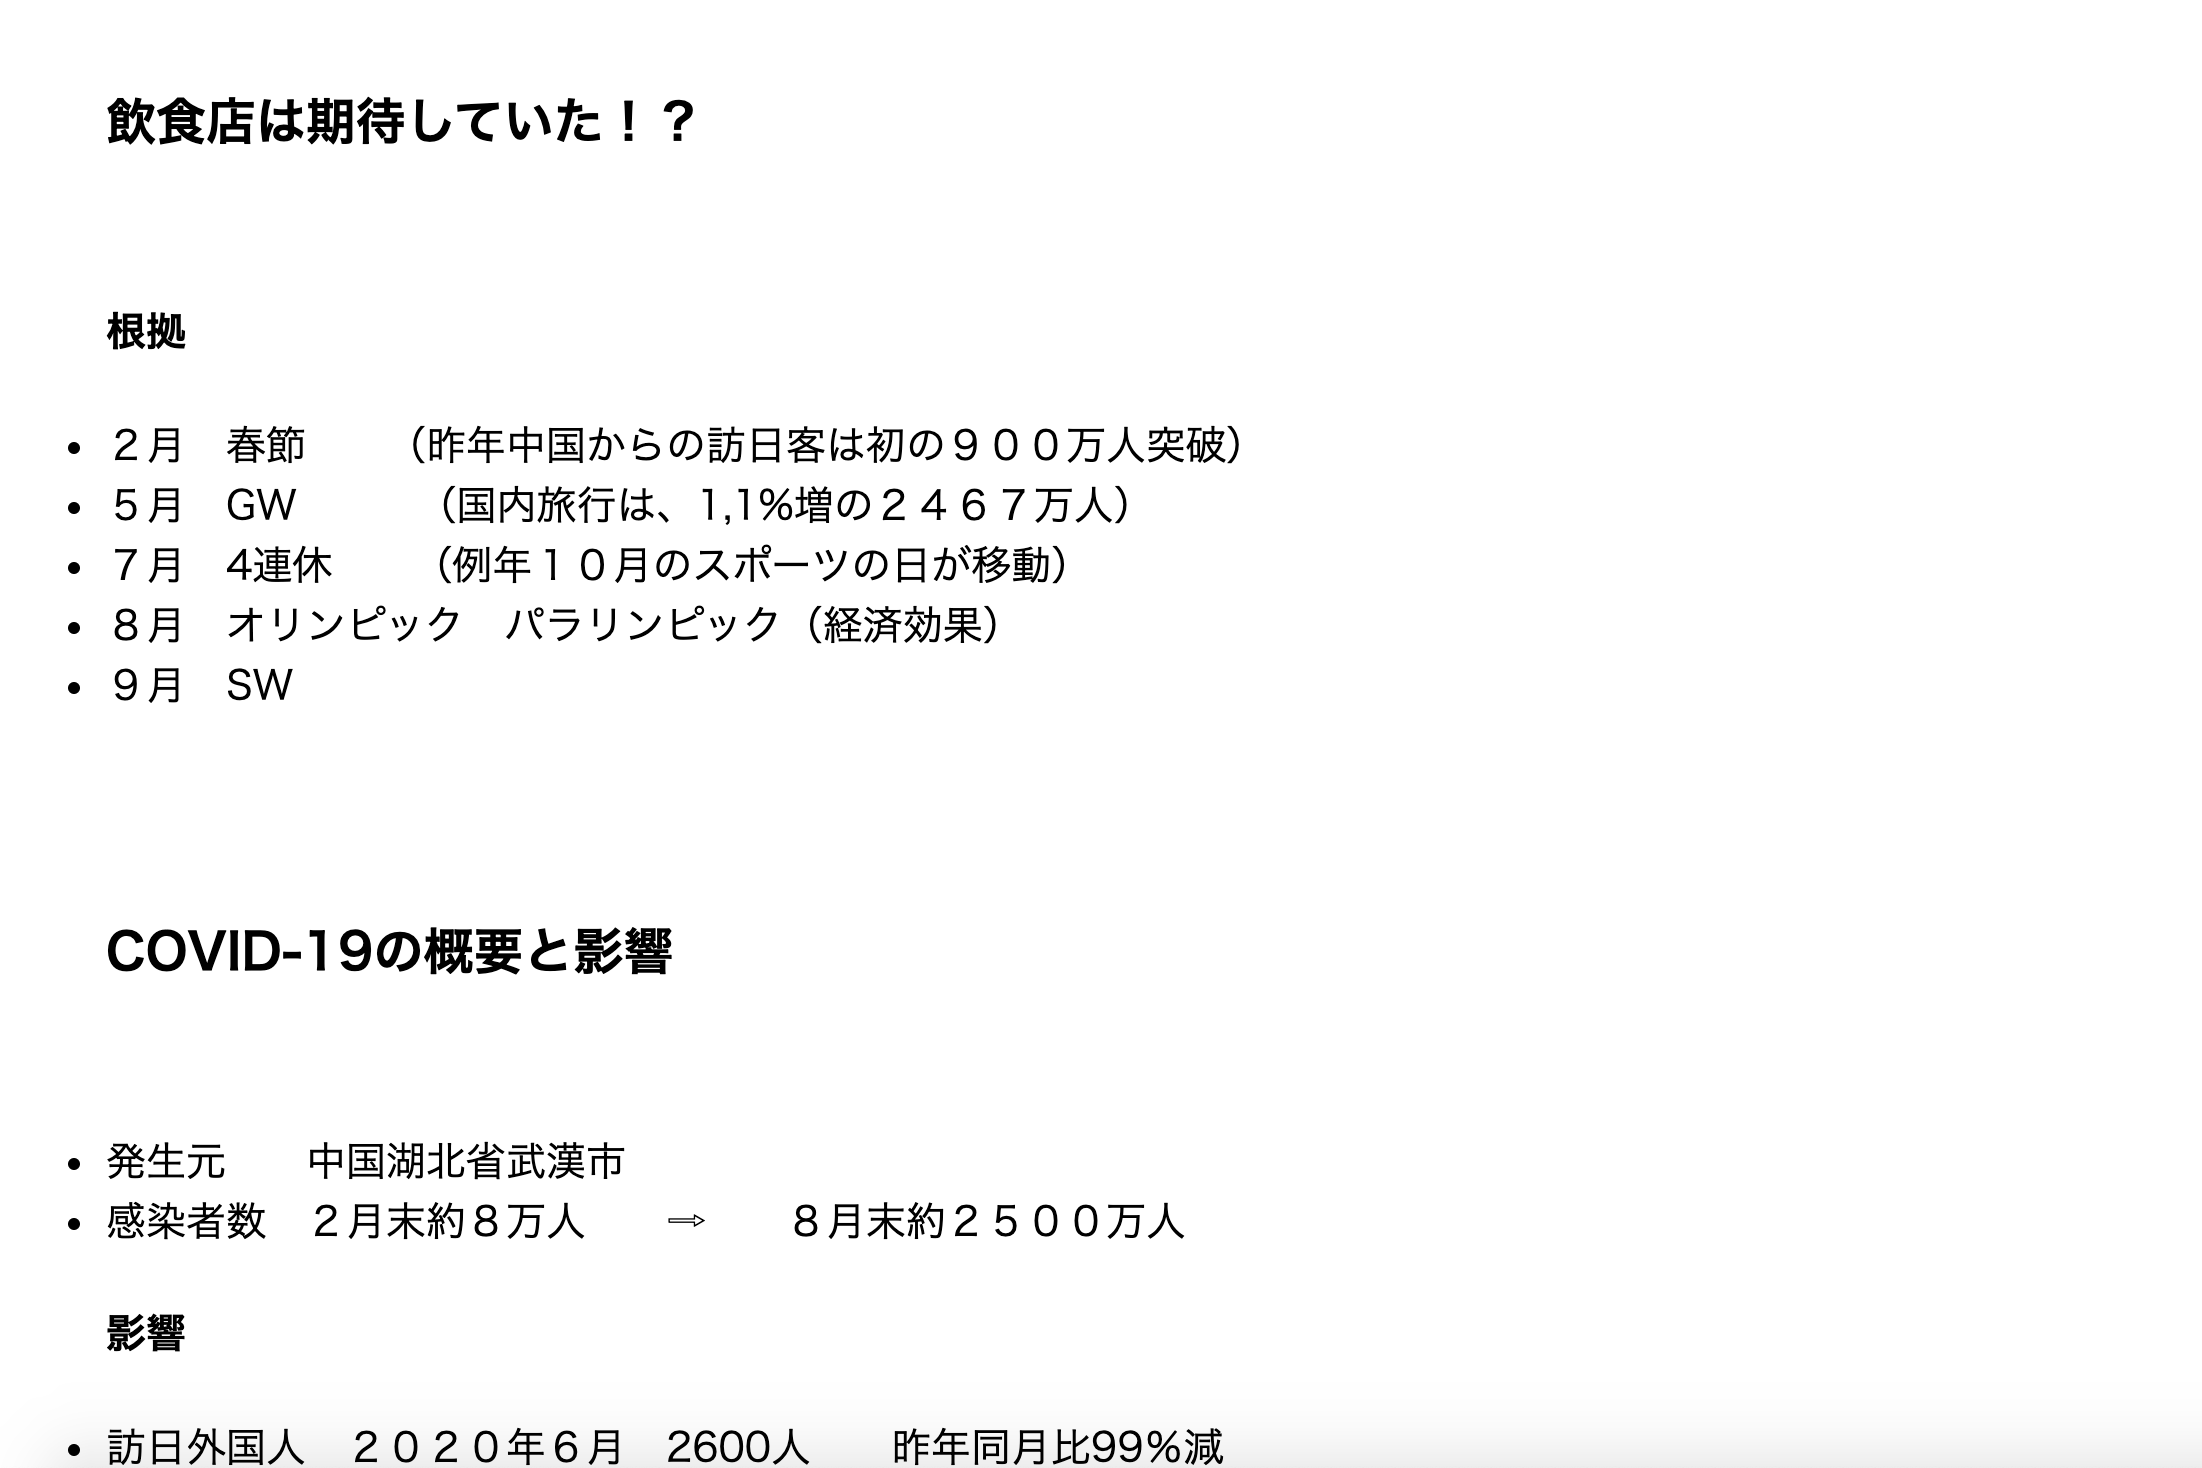 飲食店は期待していた！？
根拠
２月　春節　　（昨年中国からの訪日客は初の９００万人突破）
５月　GW　　　（国内旅行は、1,1%増の２４６７万人）
７月　4連休　　（例年１０月のスポーツの日が移動）
８月　オリンピック　パラリンピック（経済効果）
９月　SW
COVID-19の概要と影響
発生元　　中国湖北省武漢市
感染者数　２月末約８万人　　⇨　　８月末約２５００万人
影響
訪日外国人　２０２０年６月　2600人　　昨年同月比99%減